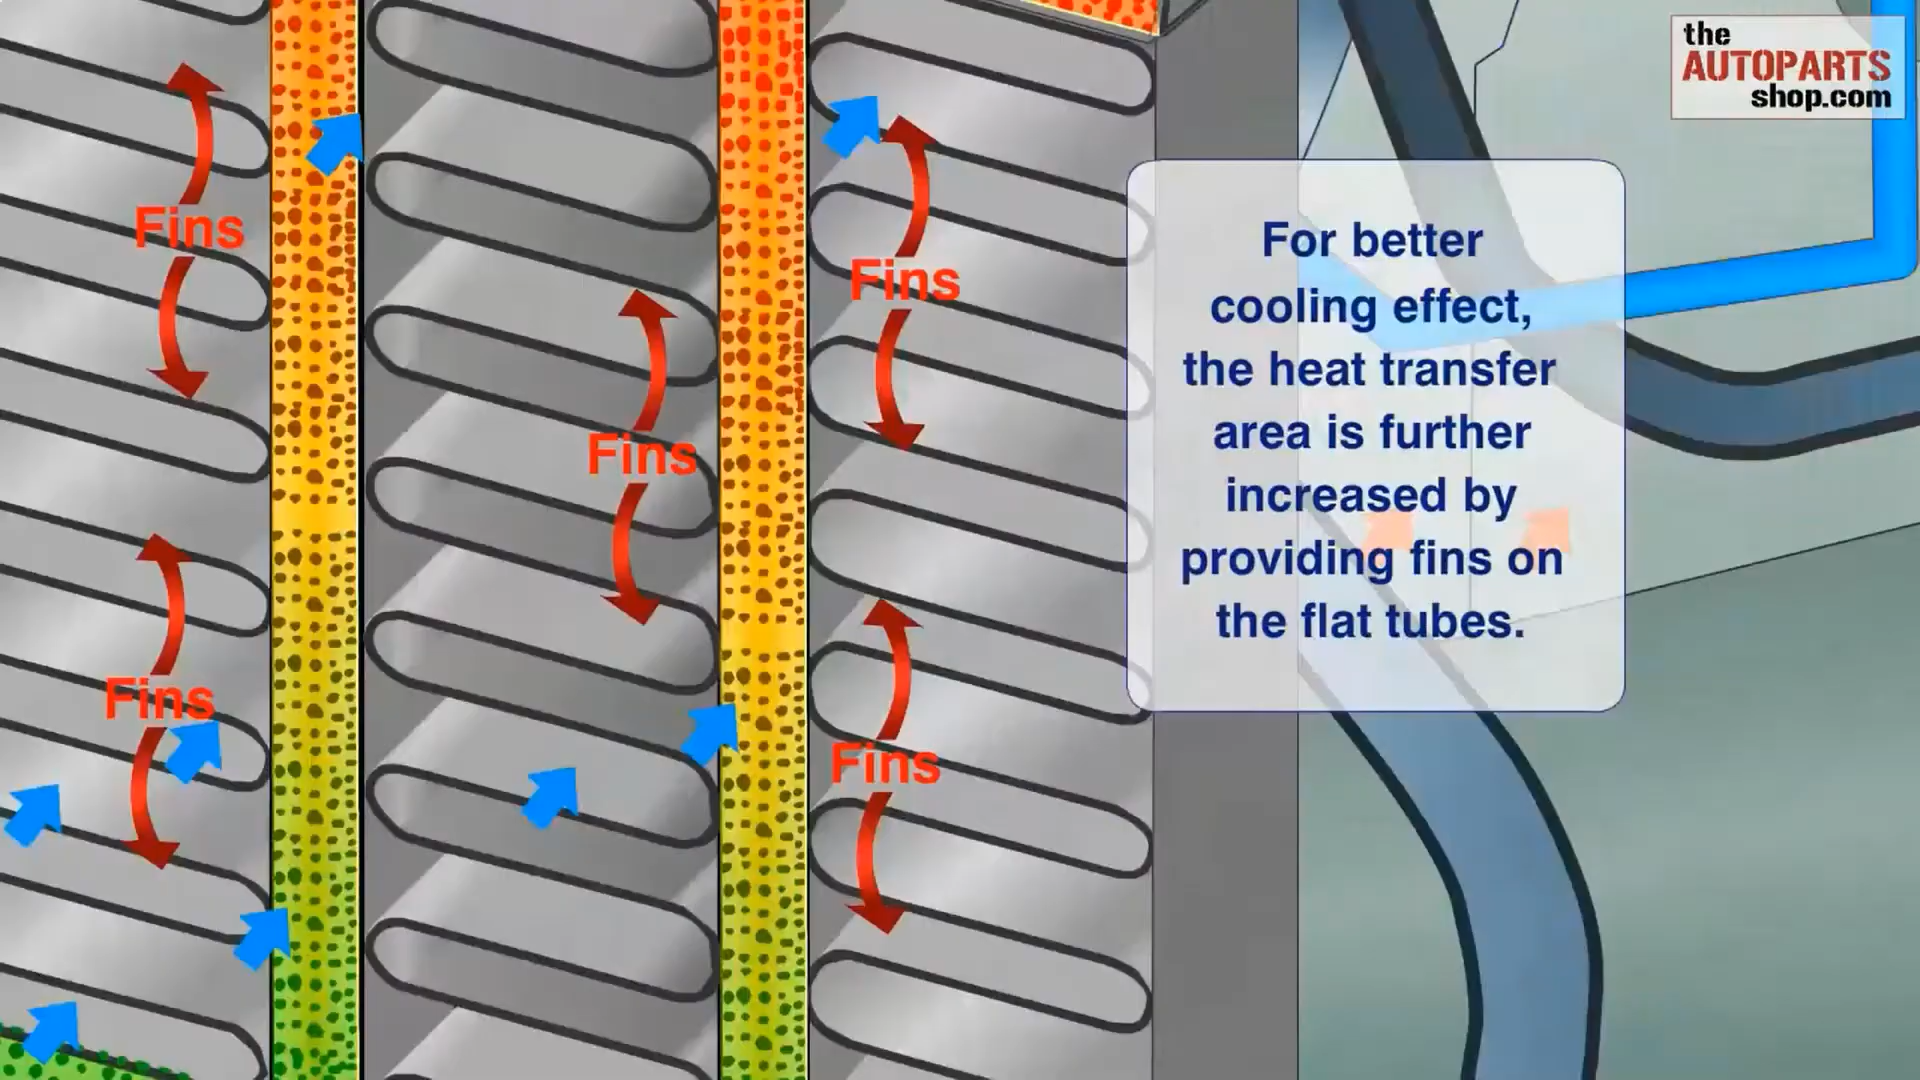 the
AUTOPARTS
shop.com
Fins
Fins
Fins
Fins
Fins
For better
cooling effect,
the heat transfer
area is further
increased by
providing fins on
the flat tubes.